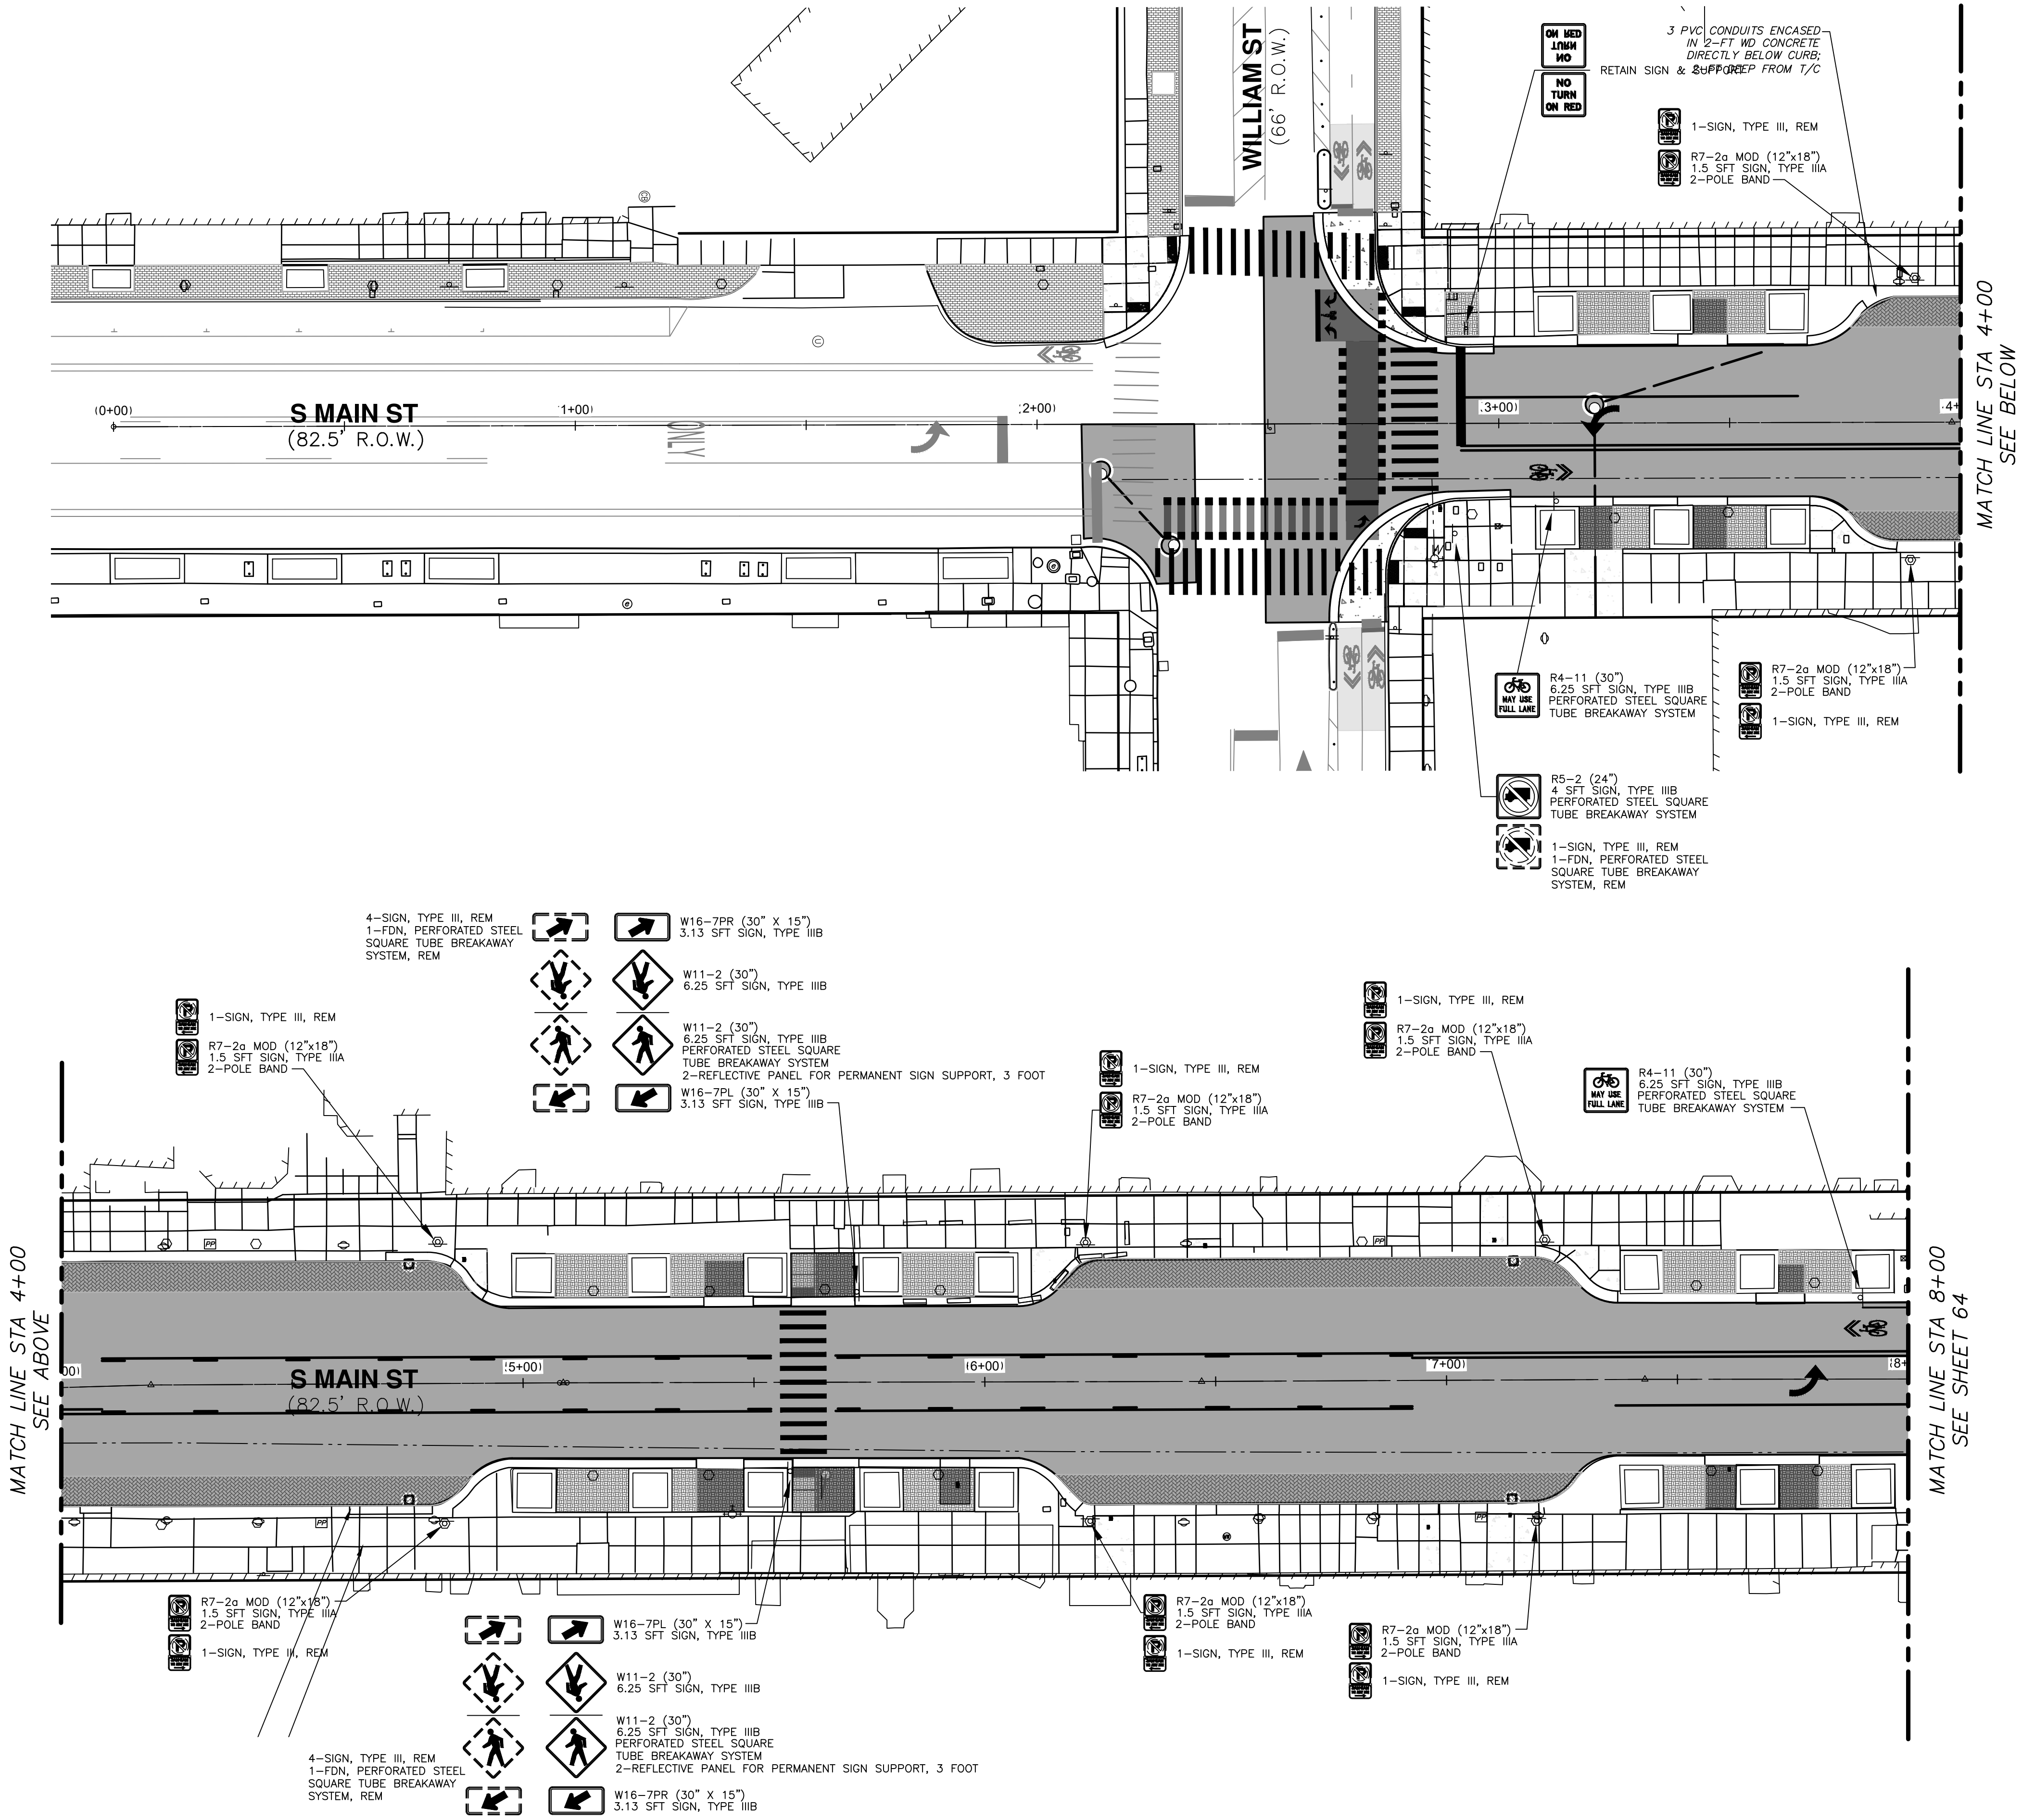 WILLIAM ST
(66' R.O.W.)
NO
TURN
ON RED
NO
TURN
ON RED
RETAIN SIGN & SUPPORT
3 PVC CONDUITS ENCASED
IN 2-FT WD CONCRETE
DIRECTLY BELOW CURB;
2-FT DEEP FROM T/C
1-SIGN, TYPE III, REM
R7-2a MOD (12"x18")
1.5 SFT SIGN, TYPE IIIA
2-POLE BAND
MATCH LINE STA 4+00
SEE BELOW
(0+00)
S MAIN ST
(82.5' R.O.W.)
1+00)
ONLY
2+00)
3+00)
4+
MAY USE
FULL LANE
R4-11 (30")
6.25 SFT SIGN, TYPE IIIB
PERFORATED STEEL SQUARE
TUBE BREAKAWAY SYSTEM
R7-2a MOD (12"x18")
1.5 SFT SIGN, TYPE IIIA
2-POLE BAND
1-SIGN, TYPE III, REM
R5-2 (24")
4 SFT SIGN, TYPE IIIB
PERFORATED STEEL SQUARE
TUBE BREAKAWAY SYSTEM
1-SIGN, TYPE III, REM
1-FDN, PERFORATED STEEL
SQUARE TUBE BREAKAWAY
SYSTEM, REM
4-SIGN, TYPE III, REM
1-FDN, PERFORATED STEEL
SQUARE TUBE BREAKAWAY
SYSTEM, REM
W16-7PR (30" X 15")
3.13 SFT SIGN, TYPE IIIB
W11-2 (30")
6.25 SFT SIGN, TYPE IIIB
W11-2 (30")
6.25 SFT SIGN, TYPE IIIB
PERFORATED STEEL SQUARE
TUBE BREAKAWAY SYSTEM
2-REFLECTIVE PANEL FOR PERMANENT SIGN SUPPORT, 3 FOOT
W16-7PL (30" X 15")
3.13 SFT SIGN, TYPE IIIB
1-SIGN, TYPE III, REM
R7-2a MOD (12"x18")
1.5 SFT SIGN, TYPE IIIA
2-POLE BAND
1-SIGN, TYPE III, REM
R7-2a MOD (12"x18")
1.5 SFT SIGN, TYPE IIIA
2-POLE BAND
1-SIGN, TYPE III, REM
R7-2a MOD (12"x18")
1.5 SFT SIGN, TYPE IIIA
2-POLE BAND
MAY USE
FULL LANE
R4-11 (30")
6.25 SFT SIGN, TYPE IIIB
PERFORATED STEEL SQUARE
TUBE BREAKAWAY SYSTEM
MATCH LINE STA 4+00
SEE ABOVE
PP
PP
00)
S MAIN ST
(82.5' R.O.W.)
5+00)
(6+00)
7+00)
8+
MATCH LINE STA 8+00
SEE SHEET 64
PP
PP
R7-2a MOD (12"x18")
1.5 SFT SIGN, TYPE IIIA
2-POLE BAND
1-SIGN, TYPE III, REM
W16-7PL (30" X 15")
3.13 SFT SIGN, TYPE IIIB
W11-2 (30")
6.25 SFT SIGN, TYPE IIIB
W11-2 (30")
6.25 SFT SIGN, TYPE IIIB
PERFORATED STEEL SQUARE
TUBE BREAKAWAY SYSTEM
2-REFLECTIVE PANEL FOR PERMANENT SIGN SUPPORT, 3 FOOT
W16-7PR (30" X 15")
3.13 SFT SIGN, TYPE IIIB
4-SIGN, TYPE III, REM
1-FDN, PERFORATED STEEL
SQUARE TUBE BREAKAWAY
SYSTEM, REM
R7-2a MOD (12"x18")
1.5 SFT SIGN, TYPE IIIA
2-POLE BAND
1-SIGN, TYPE III, REM
R7-2a MOD (12"x18")
1.5 SFT SIGN, TYPE IIIA
2-POLE BAND
1-SIGN, TYPE III, REM